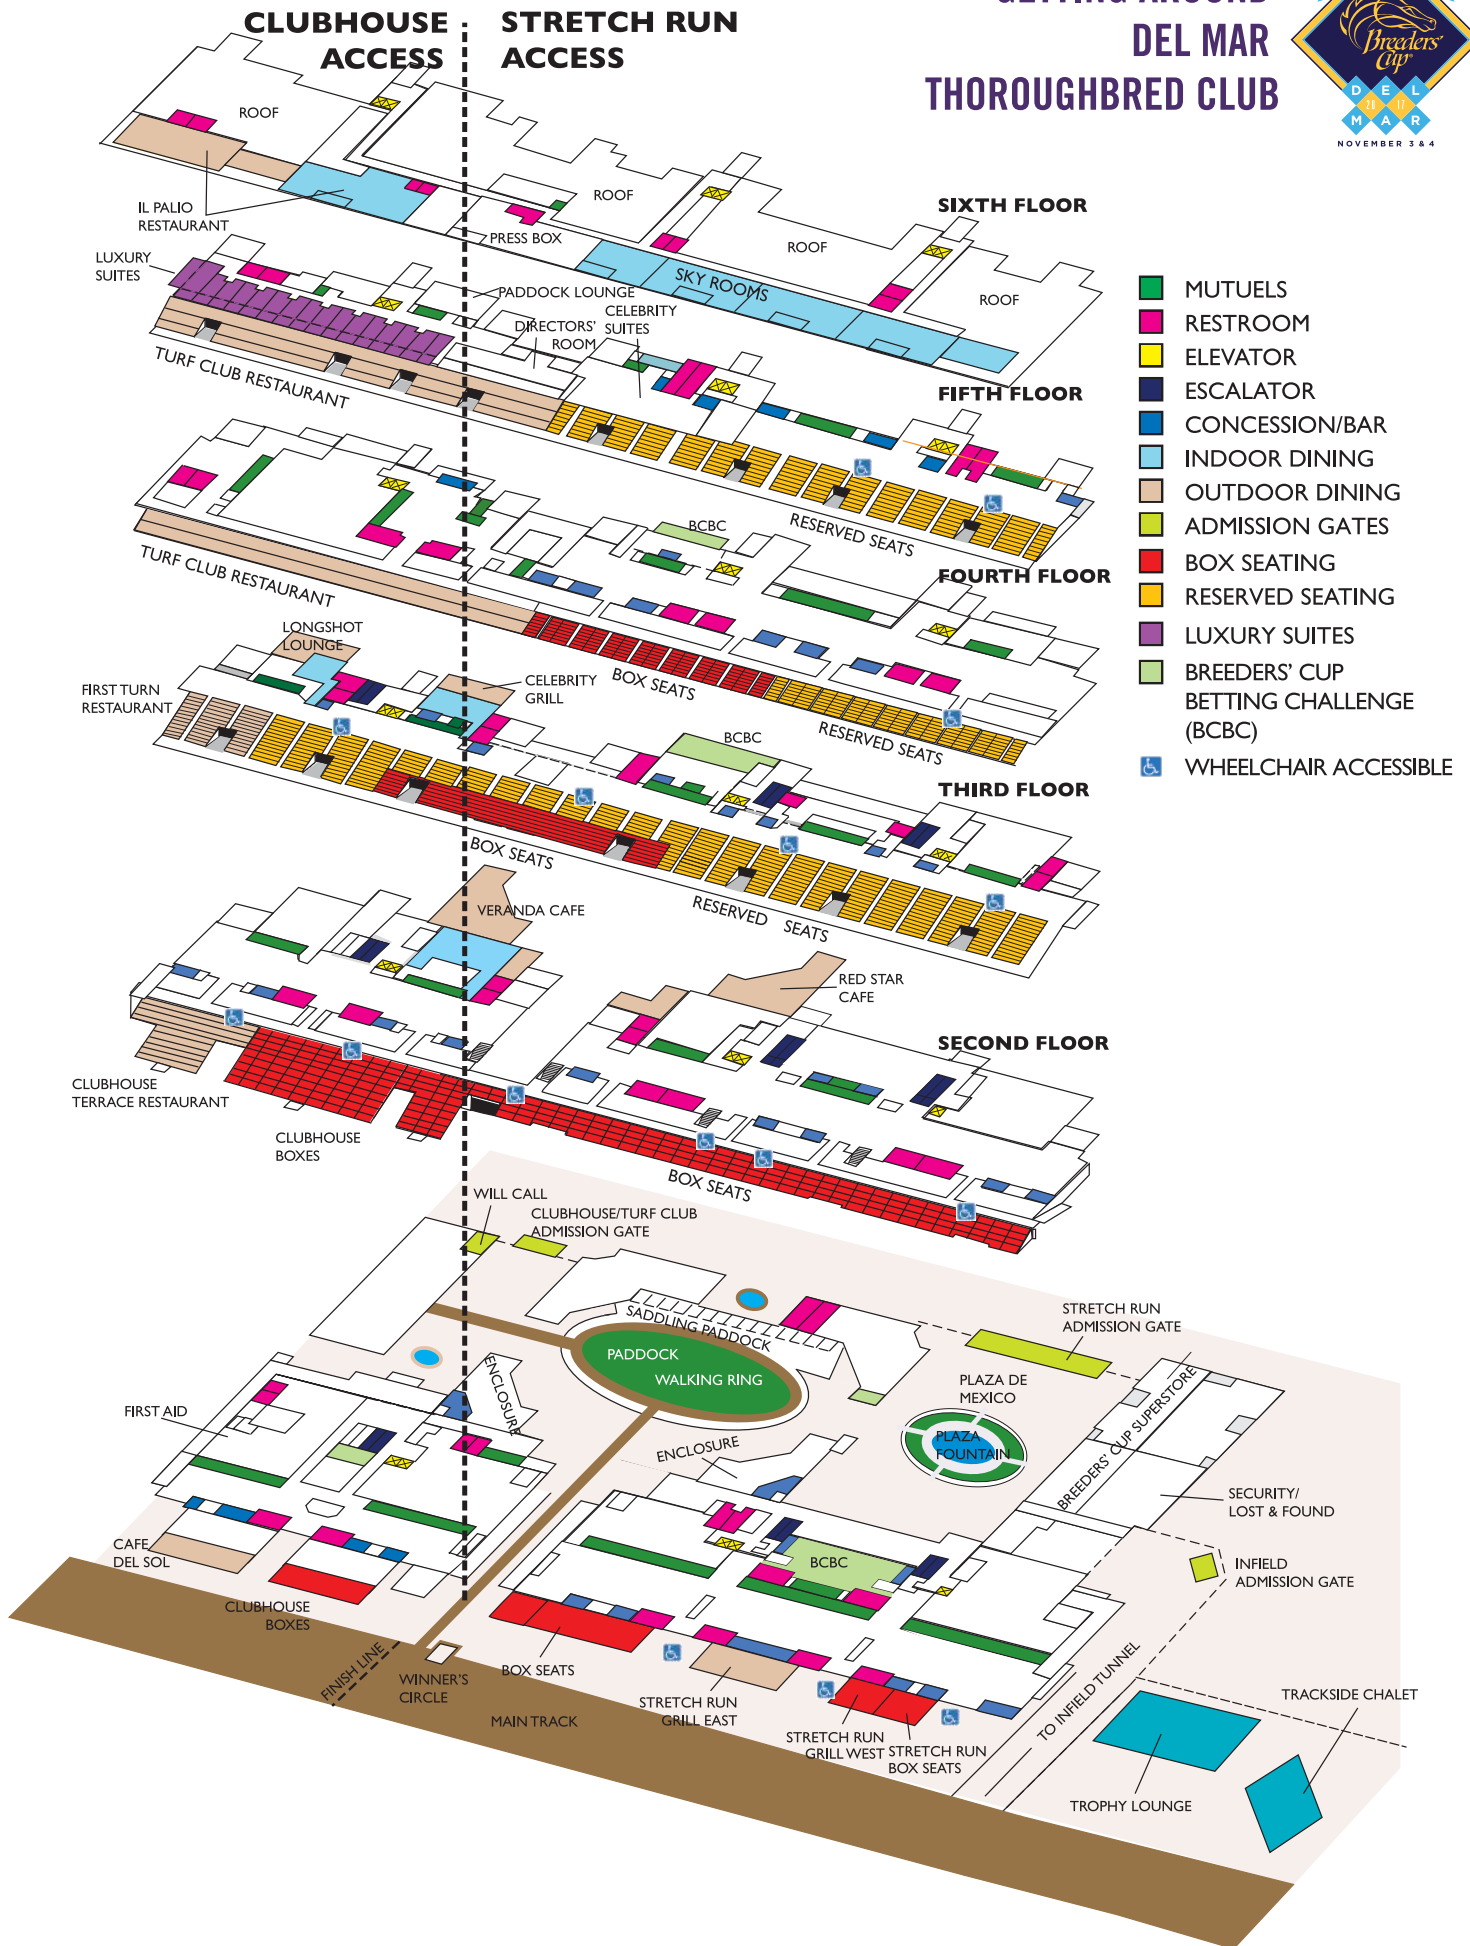 CLUBHOUSE
ACCESS
STRETCH RUN
ACCESS
GETTING AROUND
DEL MAR
THOROUGHBRED CLUB
Breeders'
Cup
D E L
20 17
M A R
NOVEMBER 3 & 4
ROOF
IL PALIO
RESTAURANT
PRESS BOX
ROOF
SKY ROOMS
ROOF
ROOF
SIXTH FLOOR
LUXURY
SUITES
PADDOCK LOUNGE
DIRECTORS'
ROOM
CELEBRITY
SUITES
TURF CLUB RESTAURANT
RESERVED SEATS
FIFTH FLOOR
MUTUELS
RESTROOM
ELEVATOR
ESCALATOR
CONCESSION/BAR
INDOOR DINING
OUTDOOR DINING
ADMISSION GATES
BOX SEATING
RESERVED SEATING
LUXURY SUITES
BREEDERS' CUP
BETTING CHALLENGE
(BCBC)
WHEELCHAIR ACCESSIBLE
BCBC
TURF CLUB RESTAURANT
BOX SEATS
RESERVED SEATS
FOURTH FLOOR
LONGSHOT
LOUNGE
FIRST TURN
RESTAURANT
CELEBRITY
GRILL
BCBC
BOX SEATS
RESERVED SEATS
THIRD FLOOR
VERANDA CAFE
RED STAR
CAFE
SECOND FLOOR
CLUBHOUSE
TERRACE RESTAURANT
CLUBHOUSE
BOXES
BOX SEATS
WILL CALL
CLUBHOUSE/TURF CLUB
ADMISSION GATE
SADDLING PADDOCK
PADDOCK
WALKING RING
STRETCH RUN
ADMISSION GATE
PLAZA DE
MEXICO
PLAZA
FOUNTAIN
BREEDERS' CUP SUPERSTORE
ENCLOSURE
ENCLOSURE
FIRST AID
SECURITY/
LOST & FOUND
INFIELD
ADMISSION GATE
CAFE
DEL SOL
BCBC
CLUBHOUSE
BOXES
FINISH LINE
WINNER'S
CIRCLE
BOX SEATS
MAIN TRACK
STRETCH RUN
GRILL EAST
STRETCH RUN
GRILL WEST
STRETCH RUN
BOX SEATS
TO INFIELD TUNNEL
TRACKSIDE CHALET
TROPHY LOUNGE